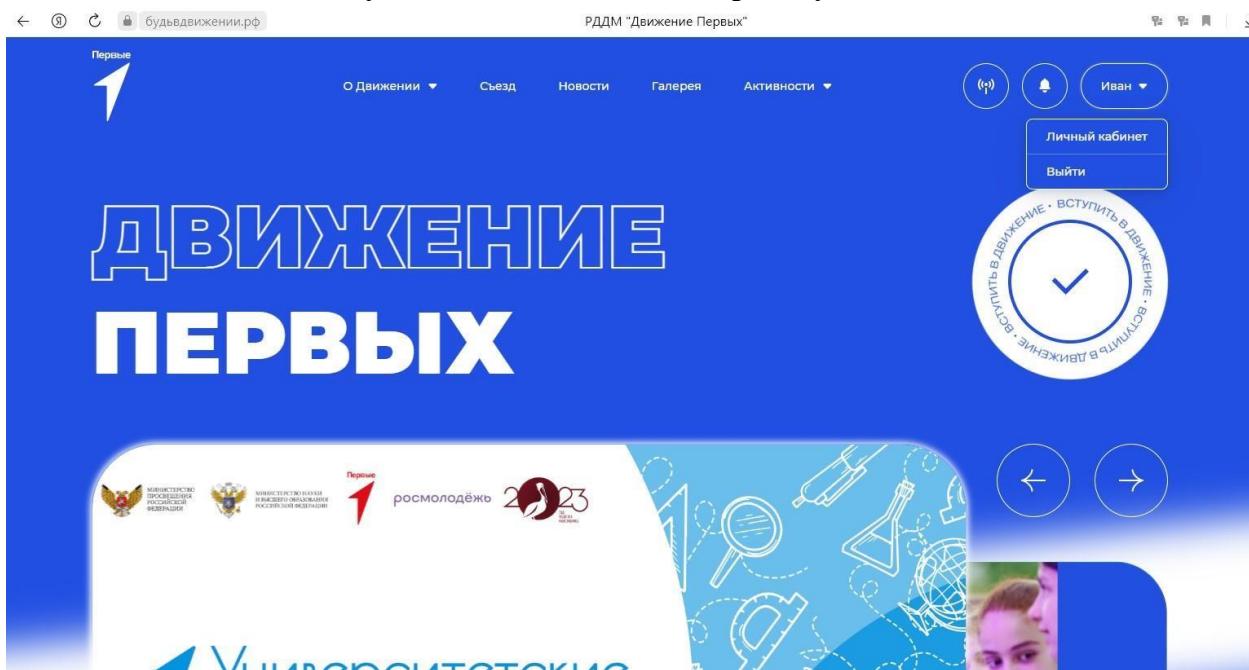 будьвдвижении.рф
РДДМ "Движение Первых"
Первые
О Движении
Съезд
Новости
Галерея
Активности
Иван
Личный кабинет
Выйти
ДВИЖЕНИЕ
ПЕРВЫХ
ВСТУПИТЬ В ДВИЖЕНИЕ · ВСТУПИТЬ В ДВИЖЕНИЕ · ВСТУПИТЬ В ДВИЖЕНИЕ ·
МИНИСТЕРСТВО
ПРОСВЕЩЕНИЯ
РОССИЙСКОЙ
ФЕДЕРАЦИИ
МИНИСТЕРСТВО НАУКИ
И ВЫСШЕГО ОБРАЗОВАНИЯ
РОССИЙСКОЙ ФЕДЕРАЦИИ
Первые
росмолодёжь
2023
Университетские